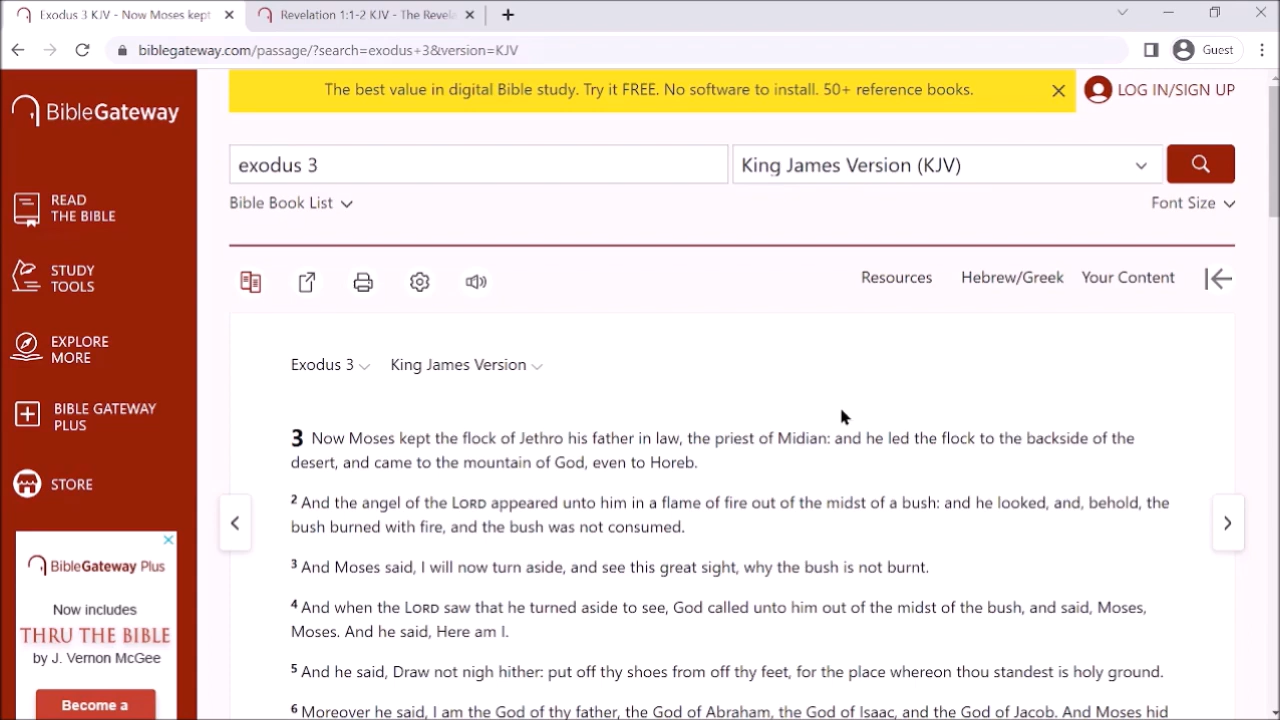 Exodus 3 KJV - Now Moses kept
Revelation 1:1-2 KJV - The Revela
biblegateway.com/passage/?search=exodus+3&version=KJV
Guest
BibleGateway
The best value in digital Bible study. Try it FREE. No software to install. 50+ reference books.
LOG IN/SIGN UP
exodus 3
King James Version (KJV)
Bible Book List
Font Size
READ
THE BIBLE
STUDY
TOOLS
EXPLORE
MORE
BIBLE GATEWAY
PLUS
STORE
Resources
Hebrew/Greek
Your Content
Exodus 3
King James Version
3 Now Moses kept the flock of Jethro his father in law, the priest of Midian: and he led the flock to the backside of the
desert, and came to the mountain of God, even to Horeb.
2 And the angel of the LORD appeared unto him in a flame of fire out of the midst of a bush: and he looked, and, behold, the
bush burned with fire, and the bush was not consumed.
3 And Moses said, I will now turn aside, and see this great sight, why the bush is not burnt.
4 And when the LORD saw that he turned aside to see, God called unto him out of the midst of the bush, and said, Moses,
Moses. And he said, Here am I.
5 And he said, Draw not nigh hither: put off thy shoes from off thy feet, for the place whereon thou standest is holy ground.
6 Moreover he said, I am the God of thy father, the God of Abraham, the God of Isaac, and the God of Jacob. And Moses hid
BibleGateway Plus
Now includes
THRU THE BIBLE
by J. Vernon McGee
Become a